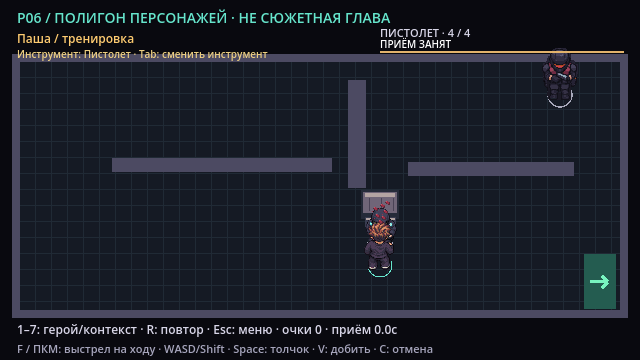 P06 / ПОЛИГОН ПЕРСОНАЖЕЙ · НЕ СЮЖЕТНАЯ ГЛАВА
Паша / тренировка
ПИСТОЛЕТ · 4 / 4
ПРИЁМ ЗАНЯТ
Инструмент: Пистолет · Tab: сменить инструмент
1–7: герой/контекст · R: повтор · Esc: меню · очки 0 · приём 0.0с
F / ПКМ: выстрел на ходу · WASD/Shift · Space: толчок · V: добить · C: отмена